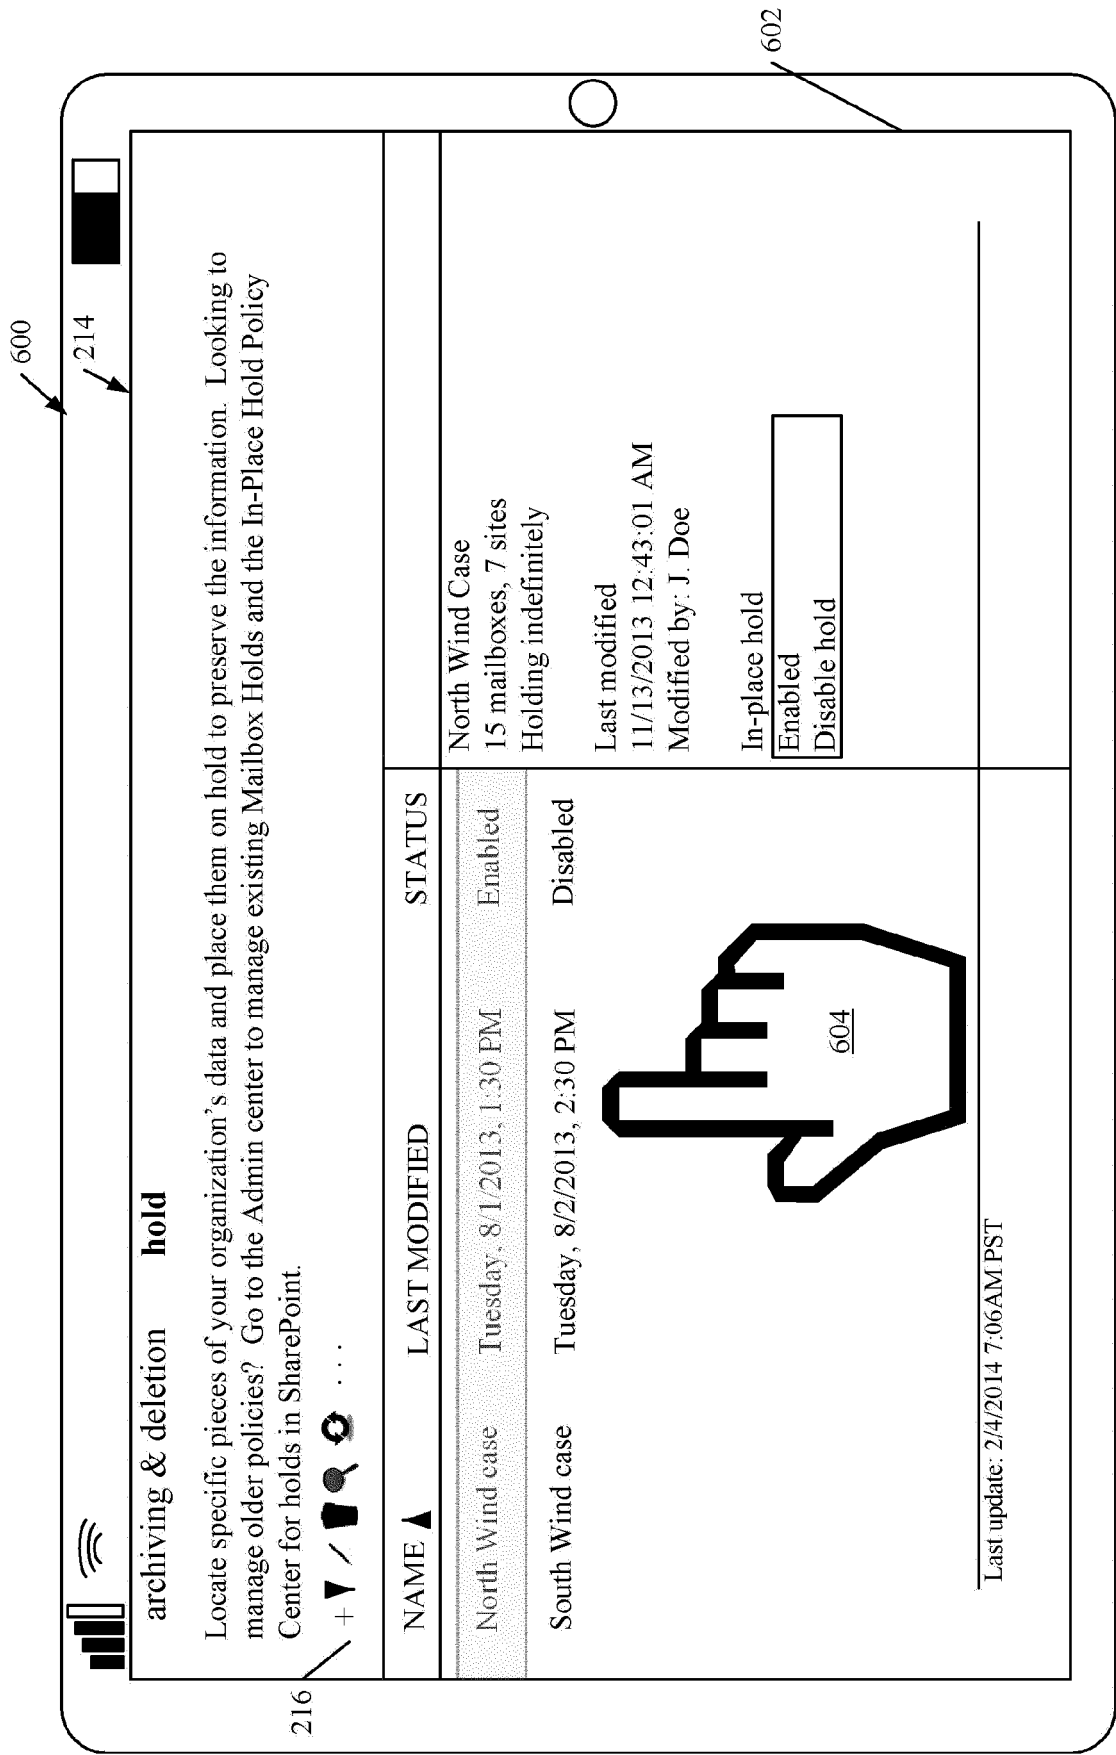 600
214
602
archiving & deletion hold
Locate specific pieces of your organization's data and place them on hold to preserve the information. Looking to
manage older policies? Go to the Admin center to manage existing Mailbox Holds and the In-Place Hold Policy
Center for holds in SharePoint.
216
+ ...
NAME LAST MODIFIED STATUS
North Wind case Tuesday, 8/1/2013, 1:30 PM Enabled
South Wind case Tuesday, 8/2/2013, 2:30 PM Disabled
604
North Wind Case
15 mailboxes, 7 sites
Holding indefinitely
Last modified
11/13/2013 12:43:01 AM
Modified by: J. Doe
In-place hold
Enabled
Disable hold
Last update: 2/4/2014 7:06AM PST